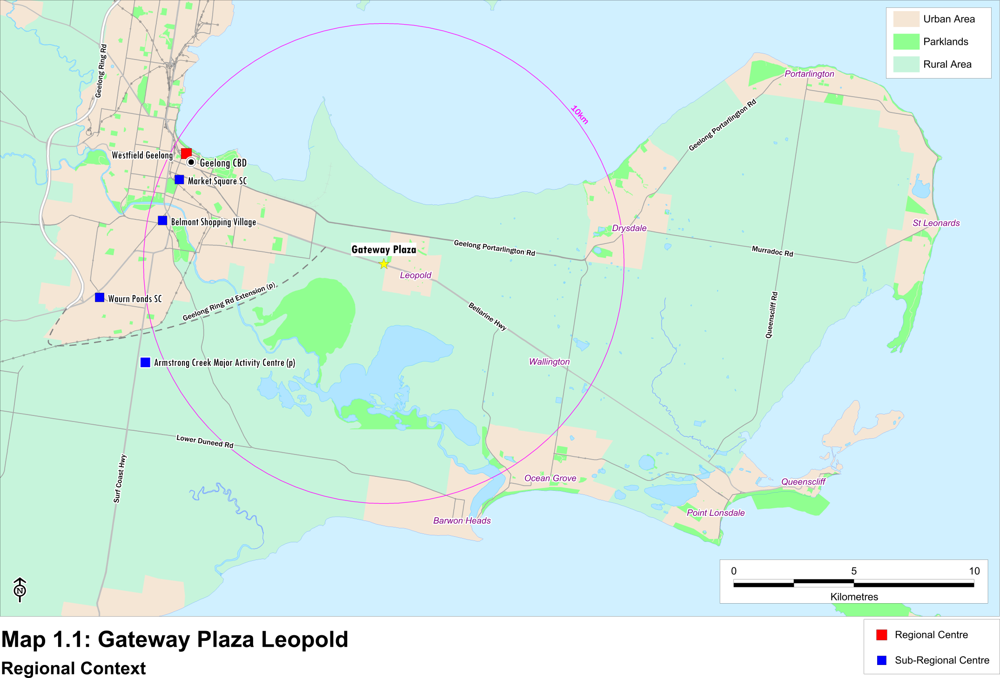 Urban Area
Parklands
Rural Area
Geelong Ring Rd
Portarlington
10km
Geelong Portarlington Rd
Westfield Geelong
Geelong CBD
Market Square SC
Belmont Shopping Village
St Leonards
Drysdale
Gateway Plaza
Geelong Portarlington Rd
Murradoc Rd
Leopold
Waurn Ponds SC
Geelong Ring Rd Extension (p)
Bellarine Hwy
Queenscliff Rd
Armstrong Creek Major Activity Centre (p)
Wallington
Lower Duneed Rd
Surf Coast Hwy
Ocean Grove
Queenscliff
Point Lonsdale
Barwon Heads
0 5 10
Kilometres
N
Map 1.1: Gateway Plaza Leopold
Regional Context
Regional Centre
Sub-Regional Centre